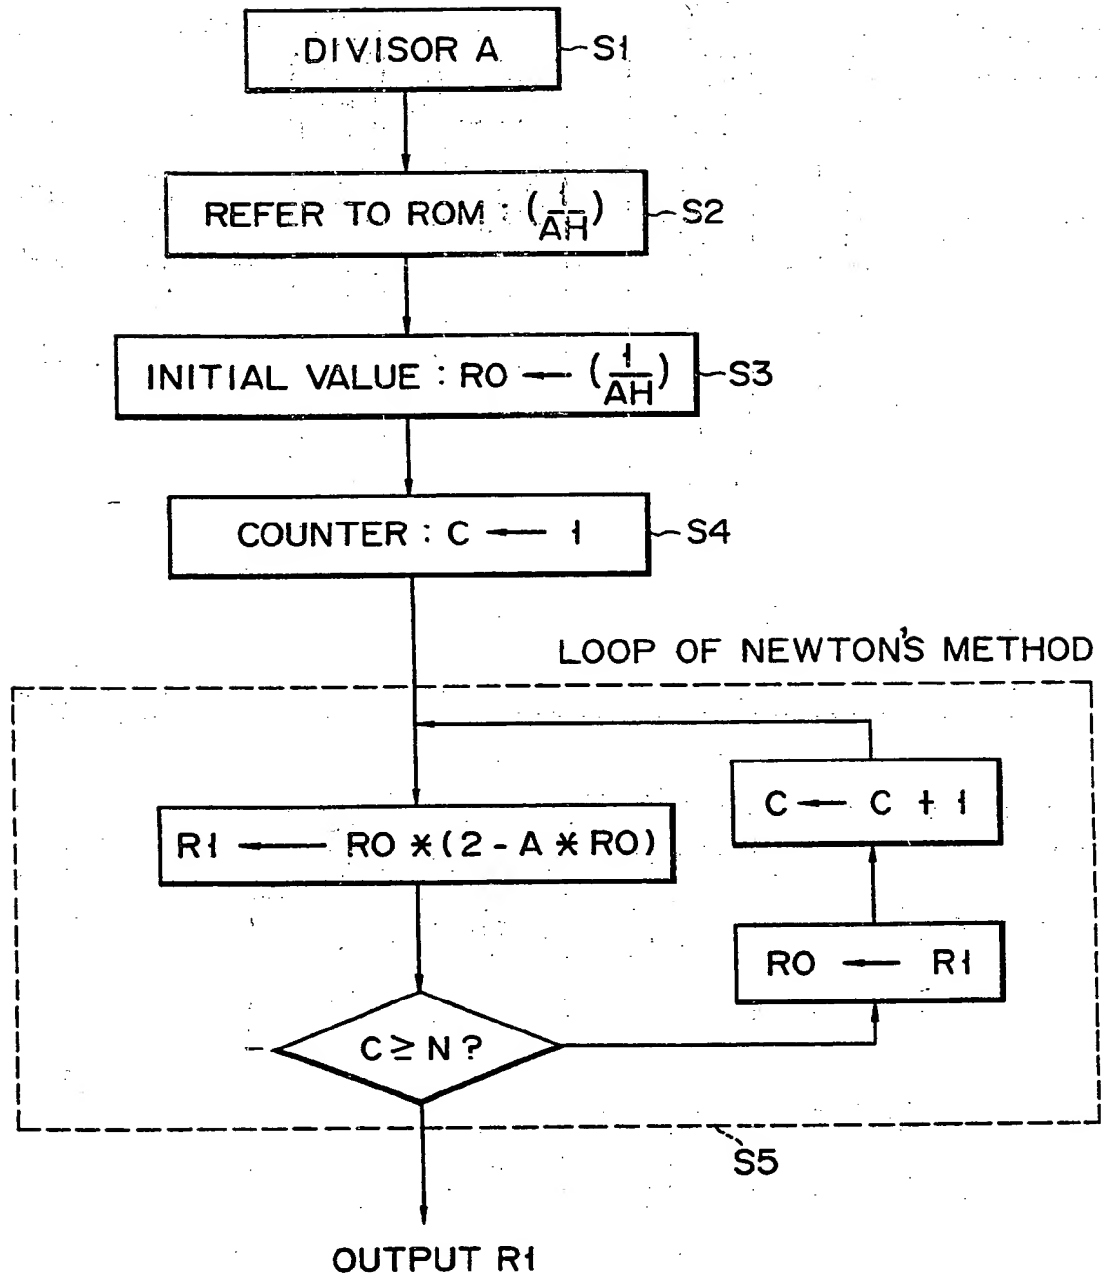 DIVISOR A
S1
REFER TO ROM : (1/AH)
S2
INITIAL VALUE : R0 ← (1/AH)
S3
COUNTER : C ← 1
S4
LOOP OF NEWTON'S METHOD
C ← C + 1
R1 ← R0 * (2 - A * R0)
R0 ← R1
C ≥ N ?
S5
OUTPUT R1